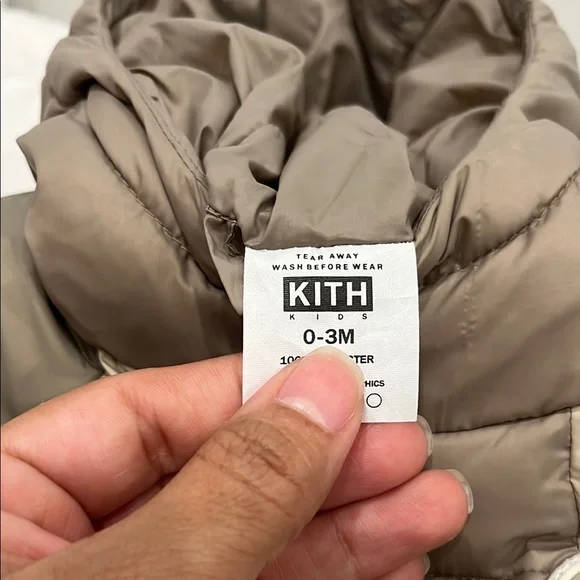 TEAR AWAY
WASH BEFORE WEAR
KITH
KIDS
0-3M